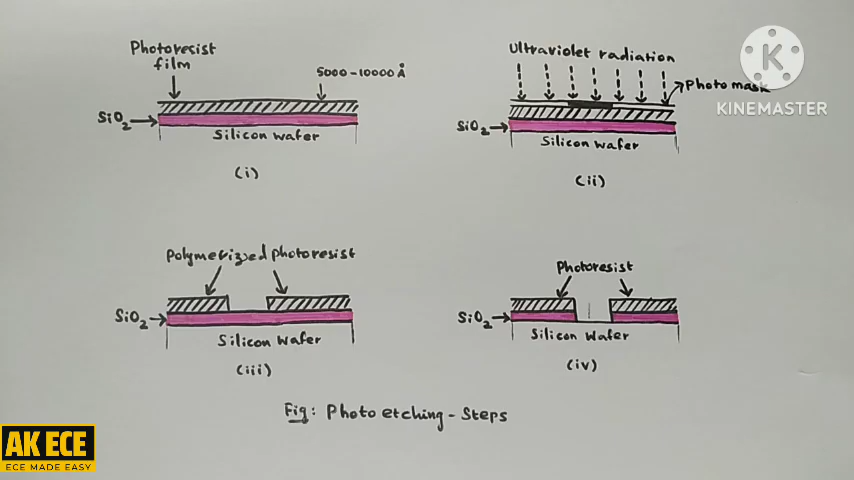 Photoresist
film
5000-10000Å
SiO2
Silicon wafer
(i)
Ultraviolet radiation
Photo mask
SiO2
Silicon wafer
(ii)
KINEMASTER
Polymerized photoresist
SiO2
Silicon wafer
(iii)
Photoresist
SiO2
Silicon wafer
(iv)
Fig: Photo etching - Steps
AK ECE
ECE MADE EASY